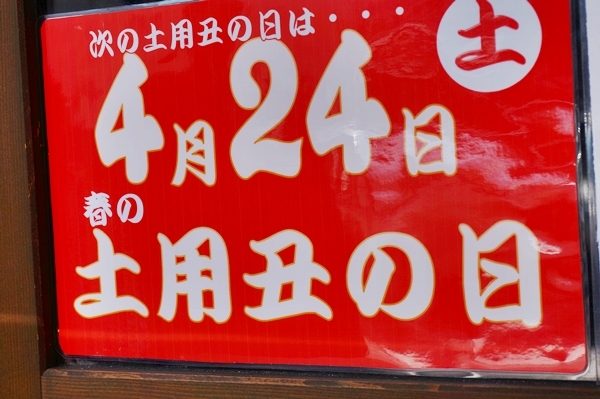 次の土用丑の日は・・・
土
4月24日
春の
土用丑の日